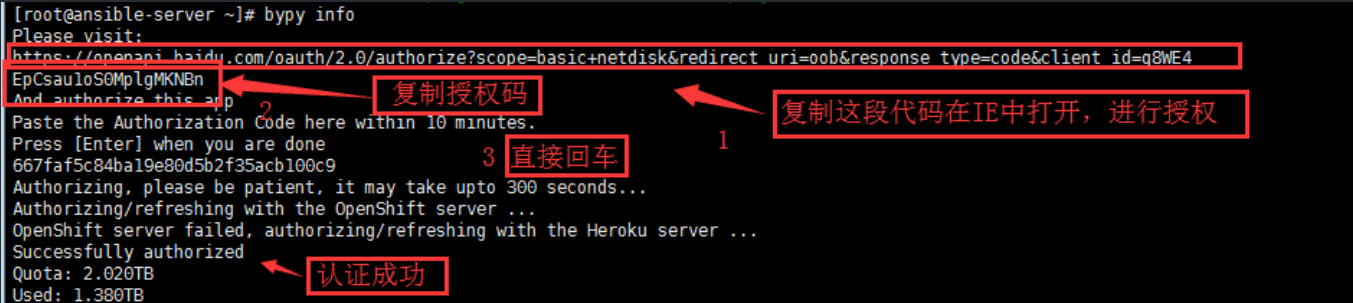 [root@ansible-server ~]# bypy info
Please visit:
https://openapi.baidu.com/oauth/2.0/authorize?scope=basic+netdisk&redirect_uri=oob&response_type=code&client_id=q8WE4
EpCsau1oS0MplgMKNBn
And authorize this app
2
复制授权码
复制这段代码在IE中打开，进行授权
1
Paste the Authorization Code here within 10 minutes.
Press [Enter] when you are done
3 直接回车
667faf5c84ba19e80d5b2f35acb100c9
Authorizing, please be patient, it may take upto 300 seconds...
Authorizing/refreshing with the OpenShift server ...
OpenShift server failed, authorizing/refreshing with the Heroku server ...
Successfully authorized
认证成功
Quota: 2.020TB
Used: 1.380TB